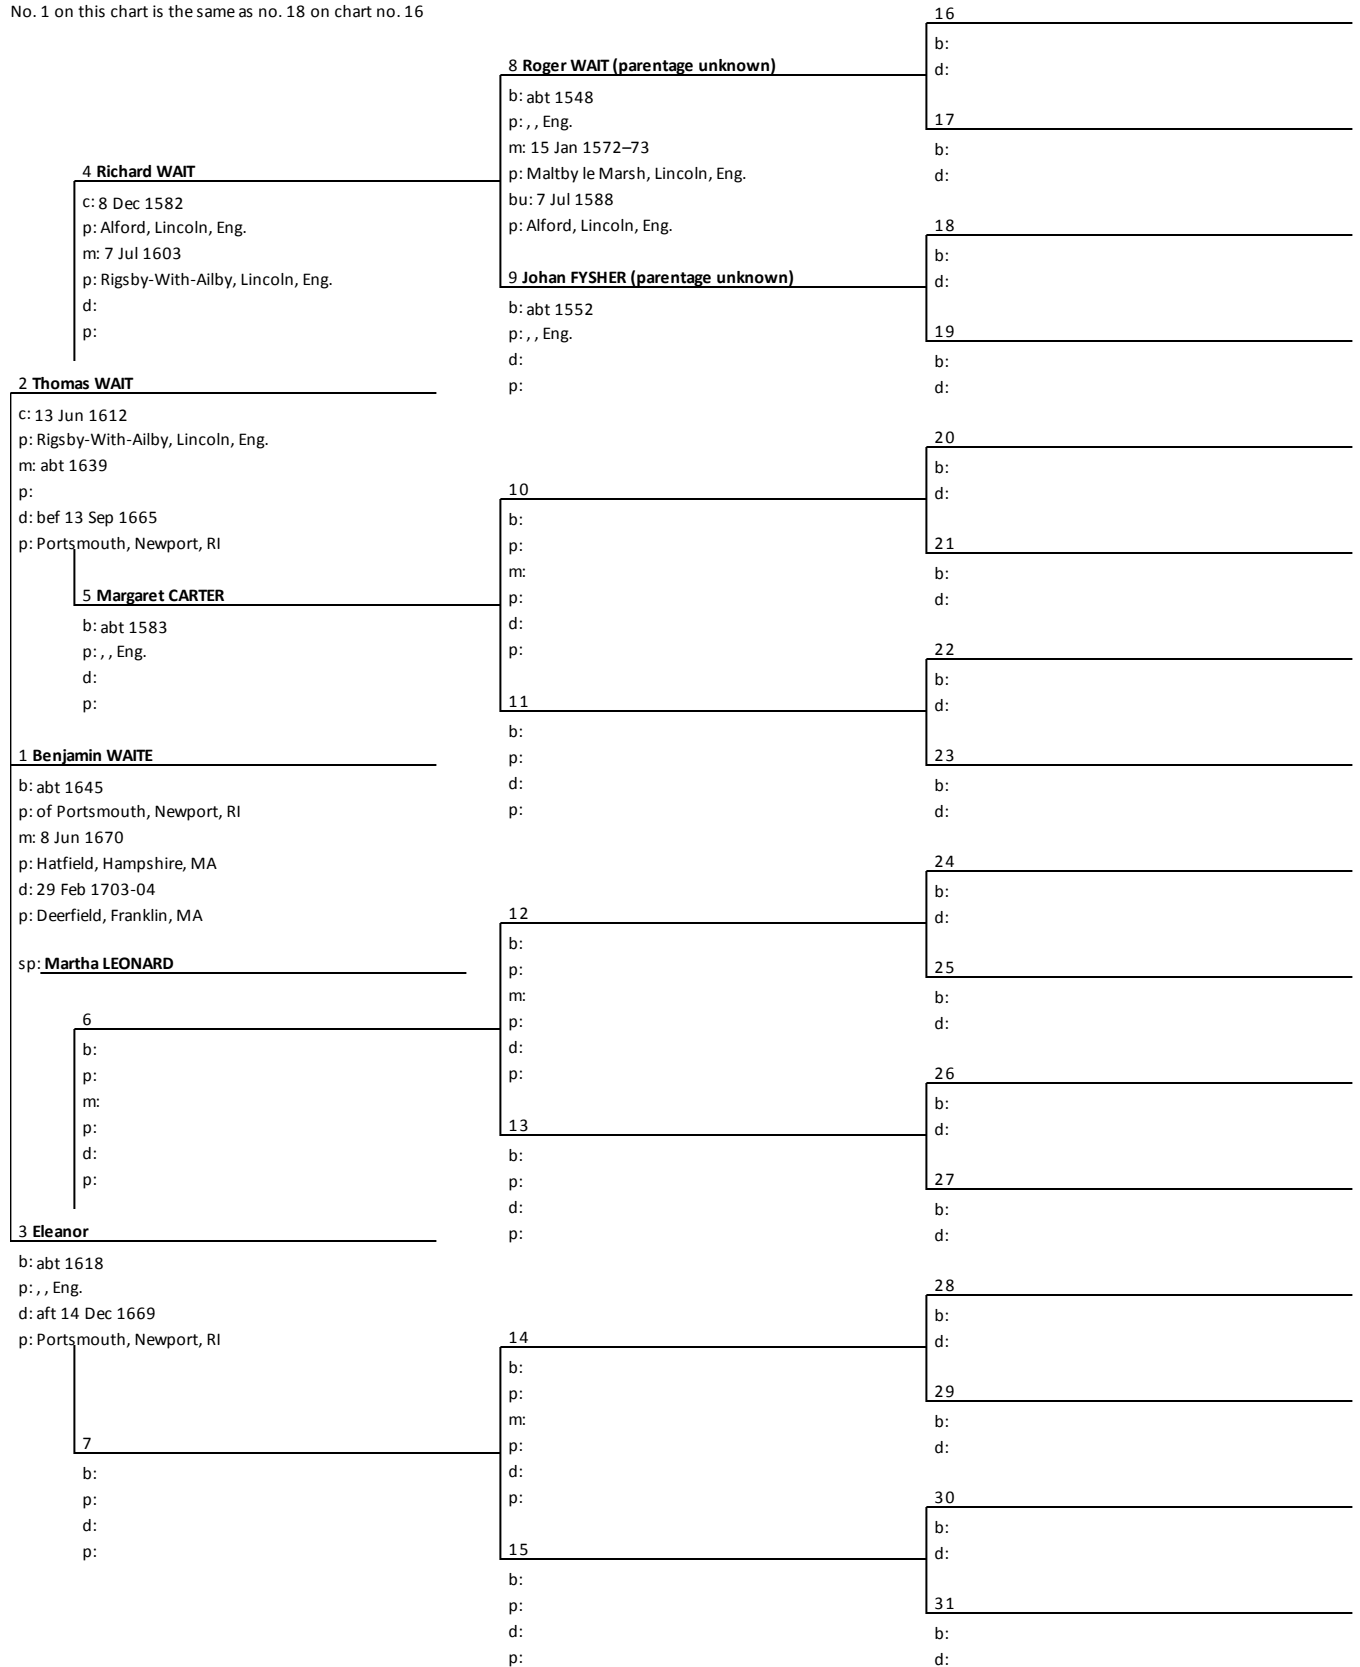 No. 1 on this chart is the same as no. 18 on chart no. 16
16
b:
d:
8 Roger WAIT (parentage unknown)
b: abt 1548
p: , , Eng.
m: 15 Jan 1572–73
p: Maltby le Marsh, Lincoln, Eng.
bu: 7 Jul 1588
p: Alford, Lincoln, Eng.
17
b:
d:
4 Richard WAIT
c: 8 Dec 1582
p: Alford, Lincoln, Eng.
m: 7 Jul 1603
p: Rigsby-With-Ailby, Lincoln, Eng.
d:
p:
18
b:
d:
9 Johan FYSHER (parentage unknown)
b: abt 1552
p: , , Eng.
d:
p:
19
b:
d:
2 Thomas WAIT
c: 13 Jun 1612
p: Rigsby-With-Ailby, Lincoln, Eng.
m: abt 1639
p:
d: bef 13 Sep 1665
p: Portsmouth, Newport, RI
20
b:
d:
10
b:
p:
m:
p:
d:
p:
21
b:
d:
5 Margaret CARTER
b: abt 1583
p: , , Eng.
d:
p:
22
b:
d:
11
b:
p:
d:
p:
23
b:
d:
1 Benjamin WAITE
b: abt 1645
p: of Portsmouth, Newport, RI
m: 8 Jun 1670
p: Hatfield, Hampshire, MA
d: 29 Feb 1703-04
p: Deerfield, Franklin, MA
sp: Martha LEONARD
24
b:
d:
12
b:
p:
m:
p:
d:
p:
25
b:
d:
6
b:
p:
m:
p:
d:
p:
26
b:
d:
13
b:
p:
d:
p:
27
b:
d:
3 Eleanor
b: abt 1618
p: , , Eng.
d: aft 14 Dec 1669
p: Portsmouth, Newport, RI
28
b:
d:
14
b:
p:
m:
p:
d:
p:
29
b:
d:
7
b:
p:
d:
p:
30
b:
d:
15
b:
p:
d:
p:
31
b:
d: